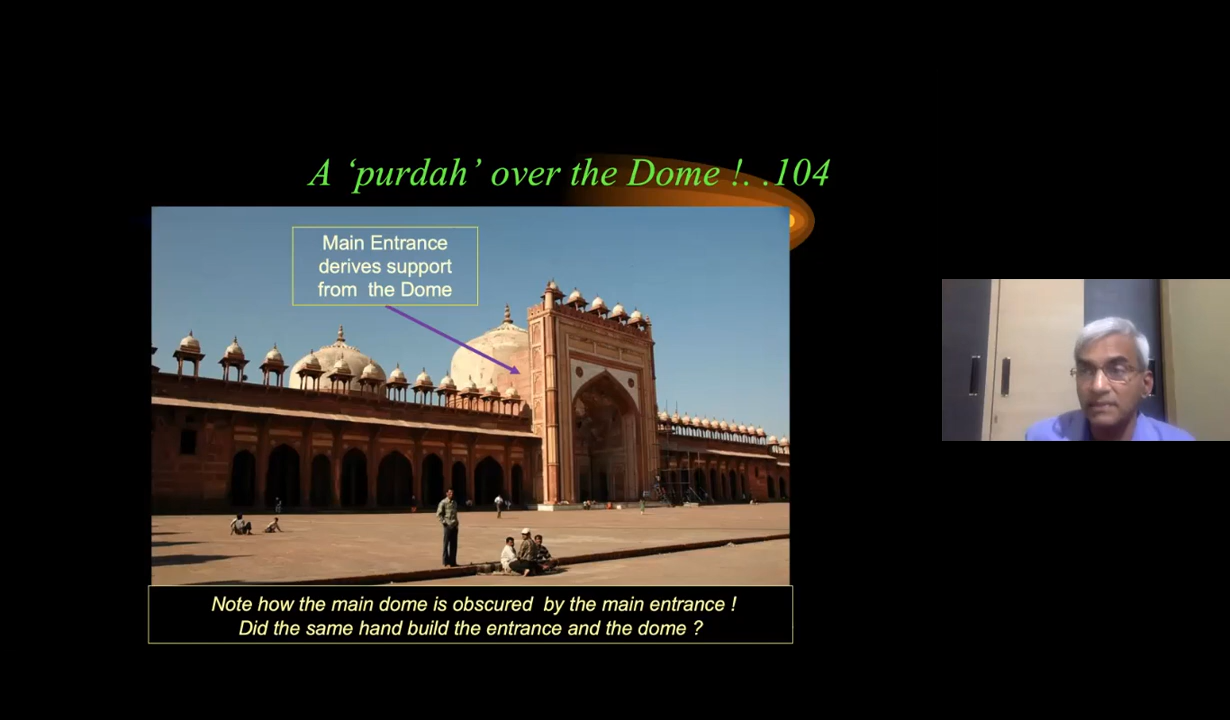 A ‘purdah’ over the Dome !. .104
Main Entrance
derives support
from the Dome
Note how the main dome is obscured by the main entrance !
Did the same hand build the entrance and the dome ?